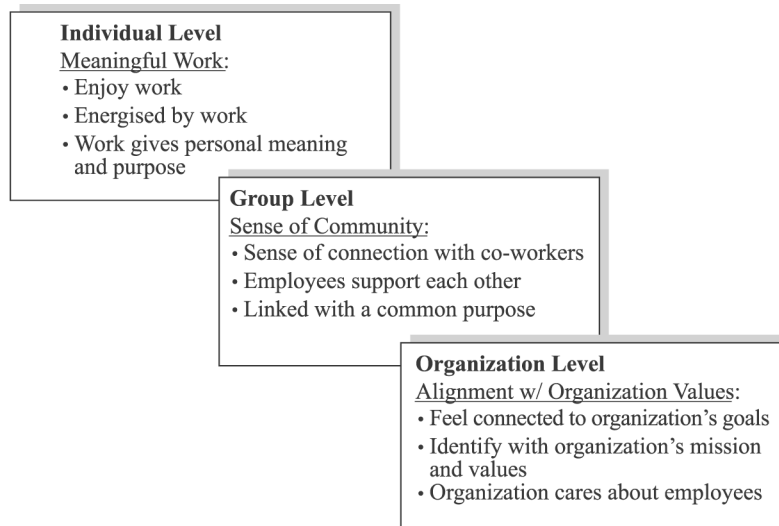 Individual Level
Meaningful Work:
• Enjoy work
• Energised by work
• Work gives personal meaning
and purpose
Group Level
Sense of Community:
• Sense of connection with co-workers
• Employees support each other
• Linked with a common purpose
Organization Level
Alignment w/ Organization Values:
• Feel connected to organization’s goals
• Identify with organization’s mission
and values
• Organization cares about employees